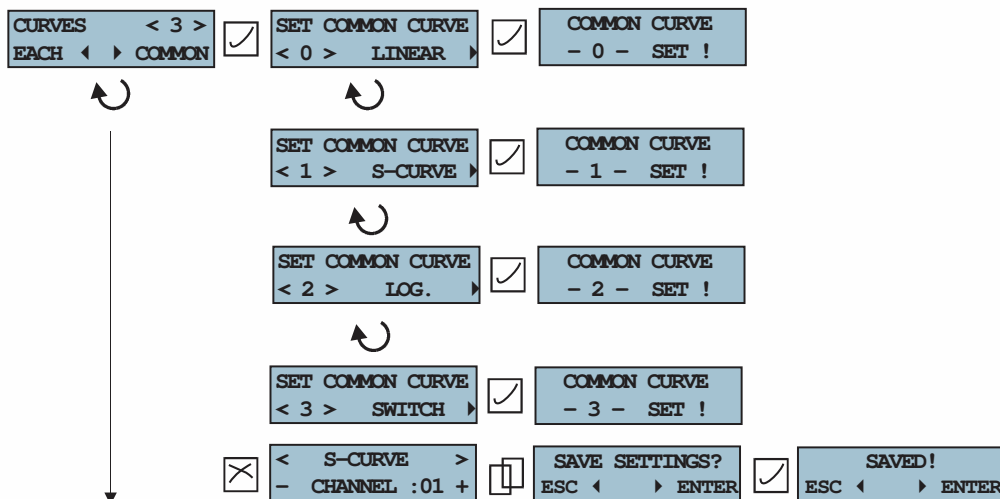 CURVES < 3 >
EACH COMMON
SET COMMON CURVE
< 0 > LINEAR
COMMON CURVE
– 0 – SET !
SET COMMON CURVE
< 1 > S–CURVE
COMMON CURVE
– 1 – SET !
SET COMMON CURVE
< 2 > LOG.
COMMON CURVE
– 2 – SET !
SET COMMON CURVE
< 3 > SWITCH
COMMON CURVE
– 3 – SET !
< S–CURVE >
– CHANNEL :01 +
SAVE SETTINGS?
ESC ENTER
SAVED!
ESC ENTER